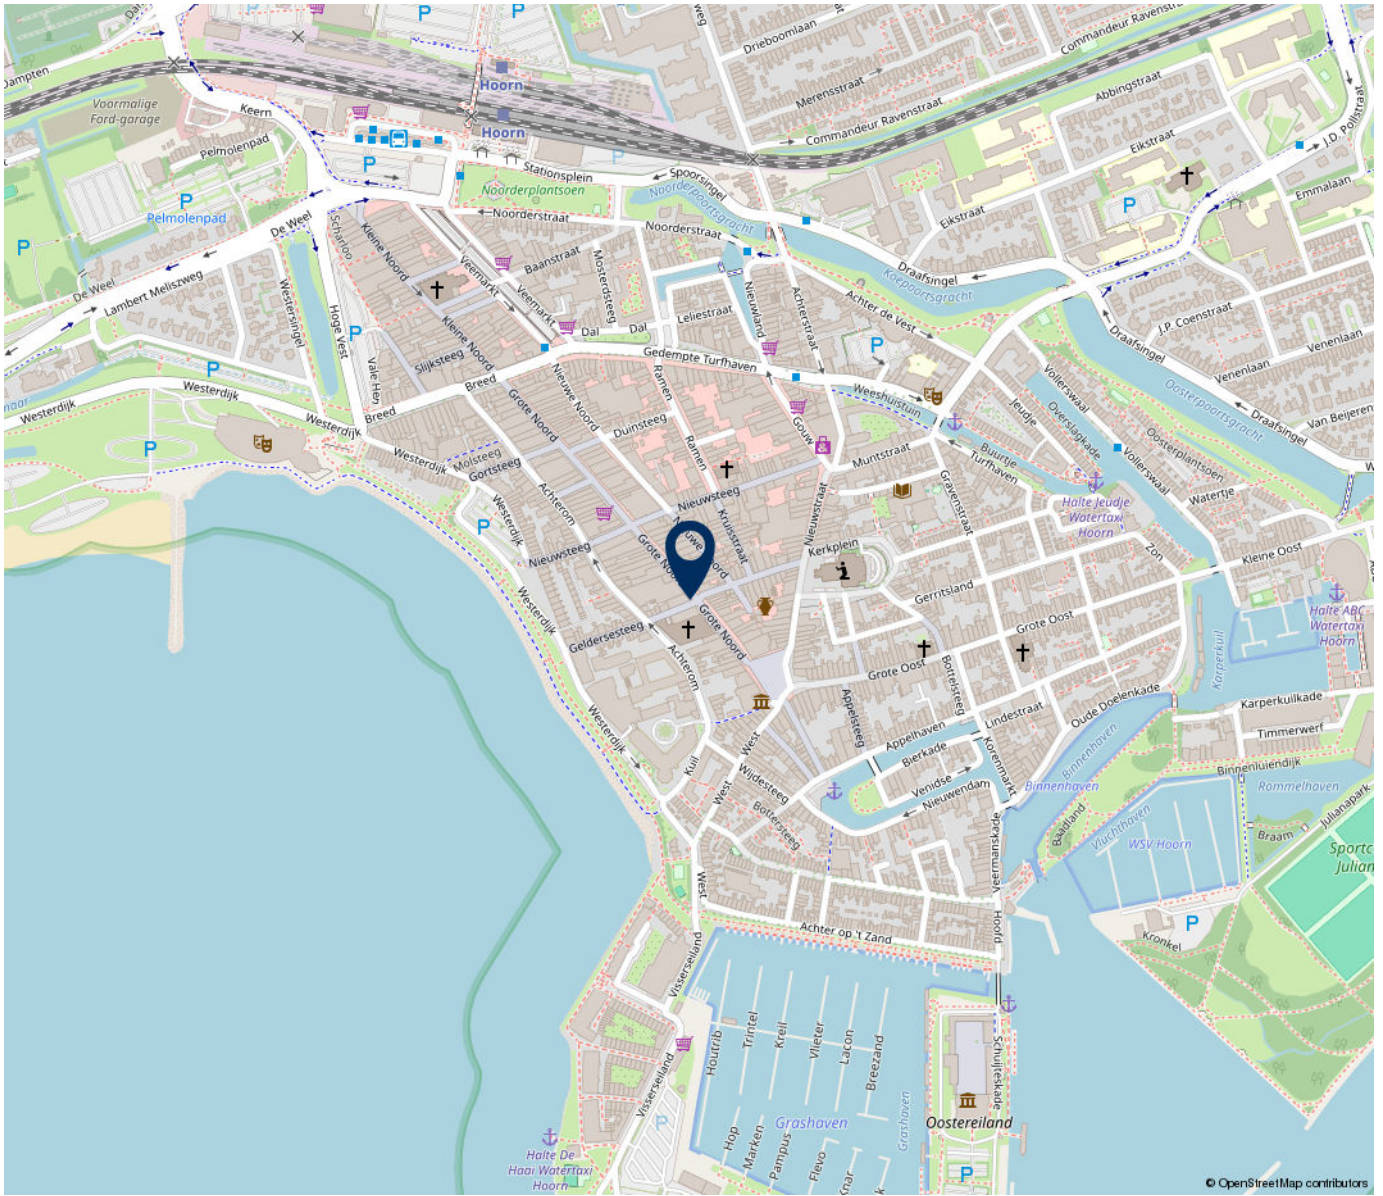 Dampten
Voormalige
Ford-garage
Keern
Pelmolenpad
P
P
Hoorn
Hoorn
Stationsplein
Spoorsingel
Noorderplantsoen
Noorderpoortsgracht
Drieboomlaan
Merensstraat
Commandeur Ravenstraat
Commandeur Ravenstraat
Abbingstraat
Eikstraat
Eikstraat
J.D. Pollstraat
Emmalaan
P
Pelmolenpad
P
P
P
P
De Weel
De Weel
Lambert Meliszweg
Westersingel
Scharloo
Hoge Vest
Vale Hen
Kleine Noord
Kleine Noord
Veemarkt
Veemarkt
Noorderstraat
Noorderstraat
Baanstraat
Mosterdsteeg
Dal
Dal
Leliestraat
Nieuwland
Achterstraat
Achter de Vest
Draafsingel
Koepoortsgracht
Draafsingel
J.P. Coenstraat
Venenlaan
Venenlaan
Draafsingel
Oosterpoortsgracht
Van Beijeren
P
P
P
P
Slijksteeg
Breed
Breed
Gedempte Turfhaven
Westerdijk
Westerdijk
Westerdijk
Westerdijk
Molsteeg
Gortsteeg
Grote Noord
Nieuwe Noord
Ramen
Ramen
Duinsteeg
Gouw
Weeshuistuin
Jeudje
Vollerswaal
Overslagkade
Vollerswaal
Oosterplantsoen
Watertje
Muntstraat
Buurtje
Turfhaven
Gravenstraat
Halte Jeudje
Watertaxi
Hoorn
Achterom
Nieuwsteeg
Nieuwsteeg
Kruisstraat
Nieuwstraat
Kerkplein
Gerritsland
Zon
Kleine Oost
Grote Oost
Grote Oost
Halte ABC
Watertaxi
Hoorn
P
Westerdijk
Westerdijk
Geldersesteeg
Grote Noord
Achterom
Appelsteeg
Bottelsteeg
Lindestraat
Oude Doelenkade
Karperkuil
Karperkuilkade
Timmerwerf
Binnenluiendijk
Rommelhaven
Julianapark
Braam
Westerdijk
Kuil
West
West
Wijdesteeg
Bottersteeg
Appelhaven
Bierkade
Venidse
Nieuwendam
Korenmarkt
Binnenhaven
Binnenhaven
Baadland
Vluchthaven
WSV Hoorn
Veermanskade
West
Achter op 't Zand
Hoofd
Kronkel
P
Visserseiland
Visserseiland
Houtrib
Trintel
Kreil
Vlieter
Lacon
Breezand
Schuijteskade
Grashaven
Grashaven
Oostereiland
Hop
Marken
Pampus
Flevo
P
P
Halte De
Haai Watertaxi
Hoorn
© OpenStreetMap contributors